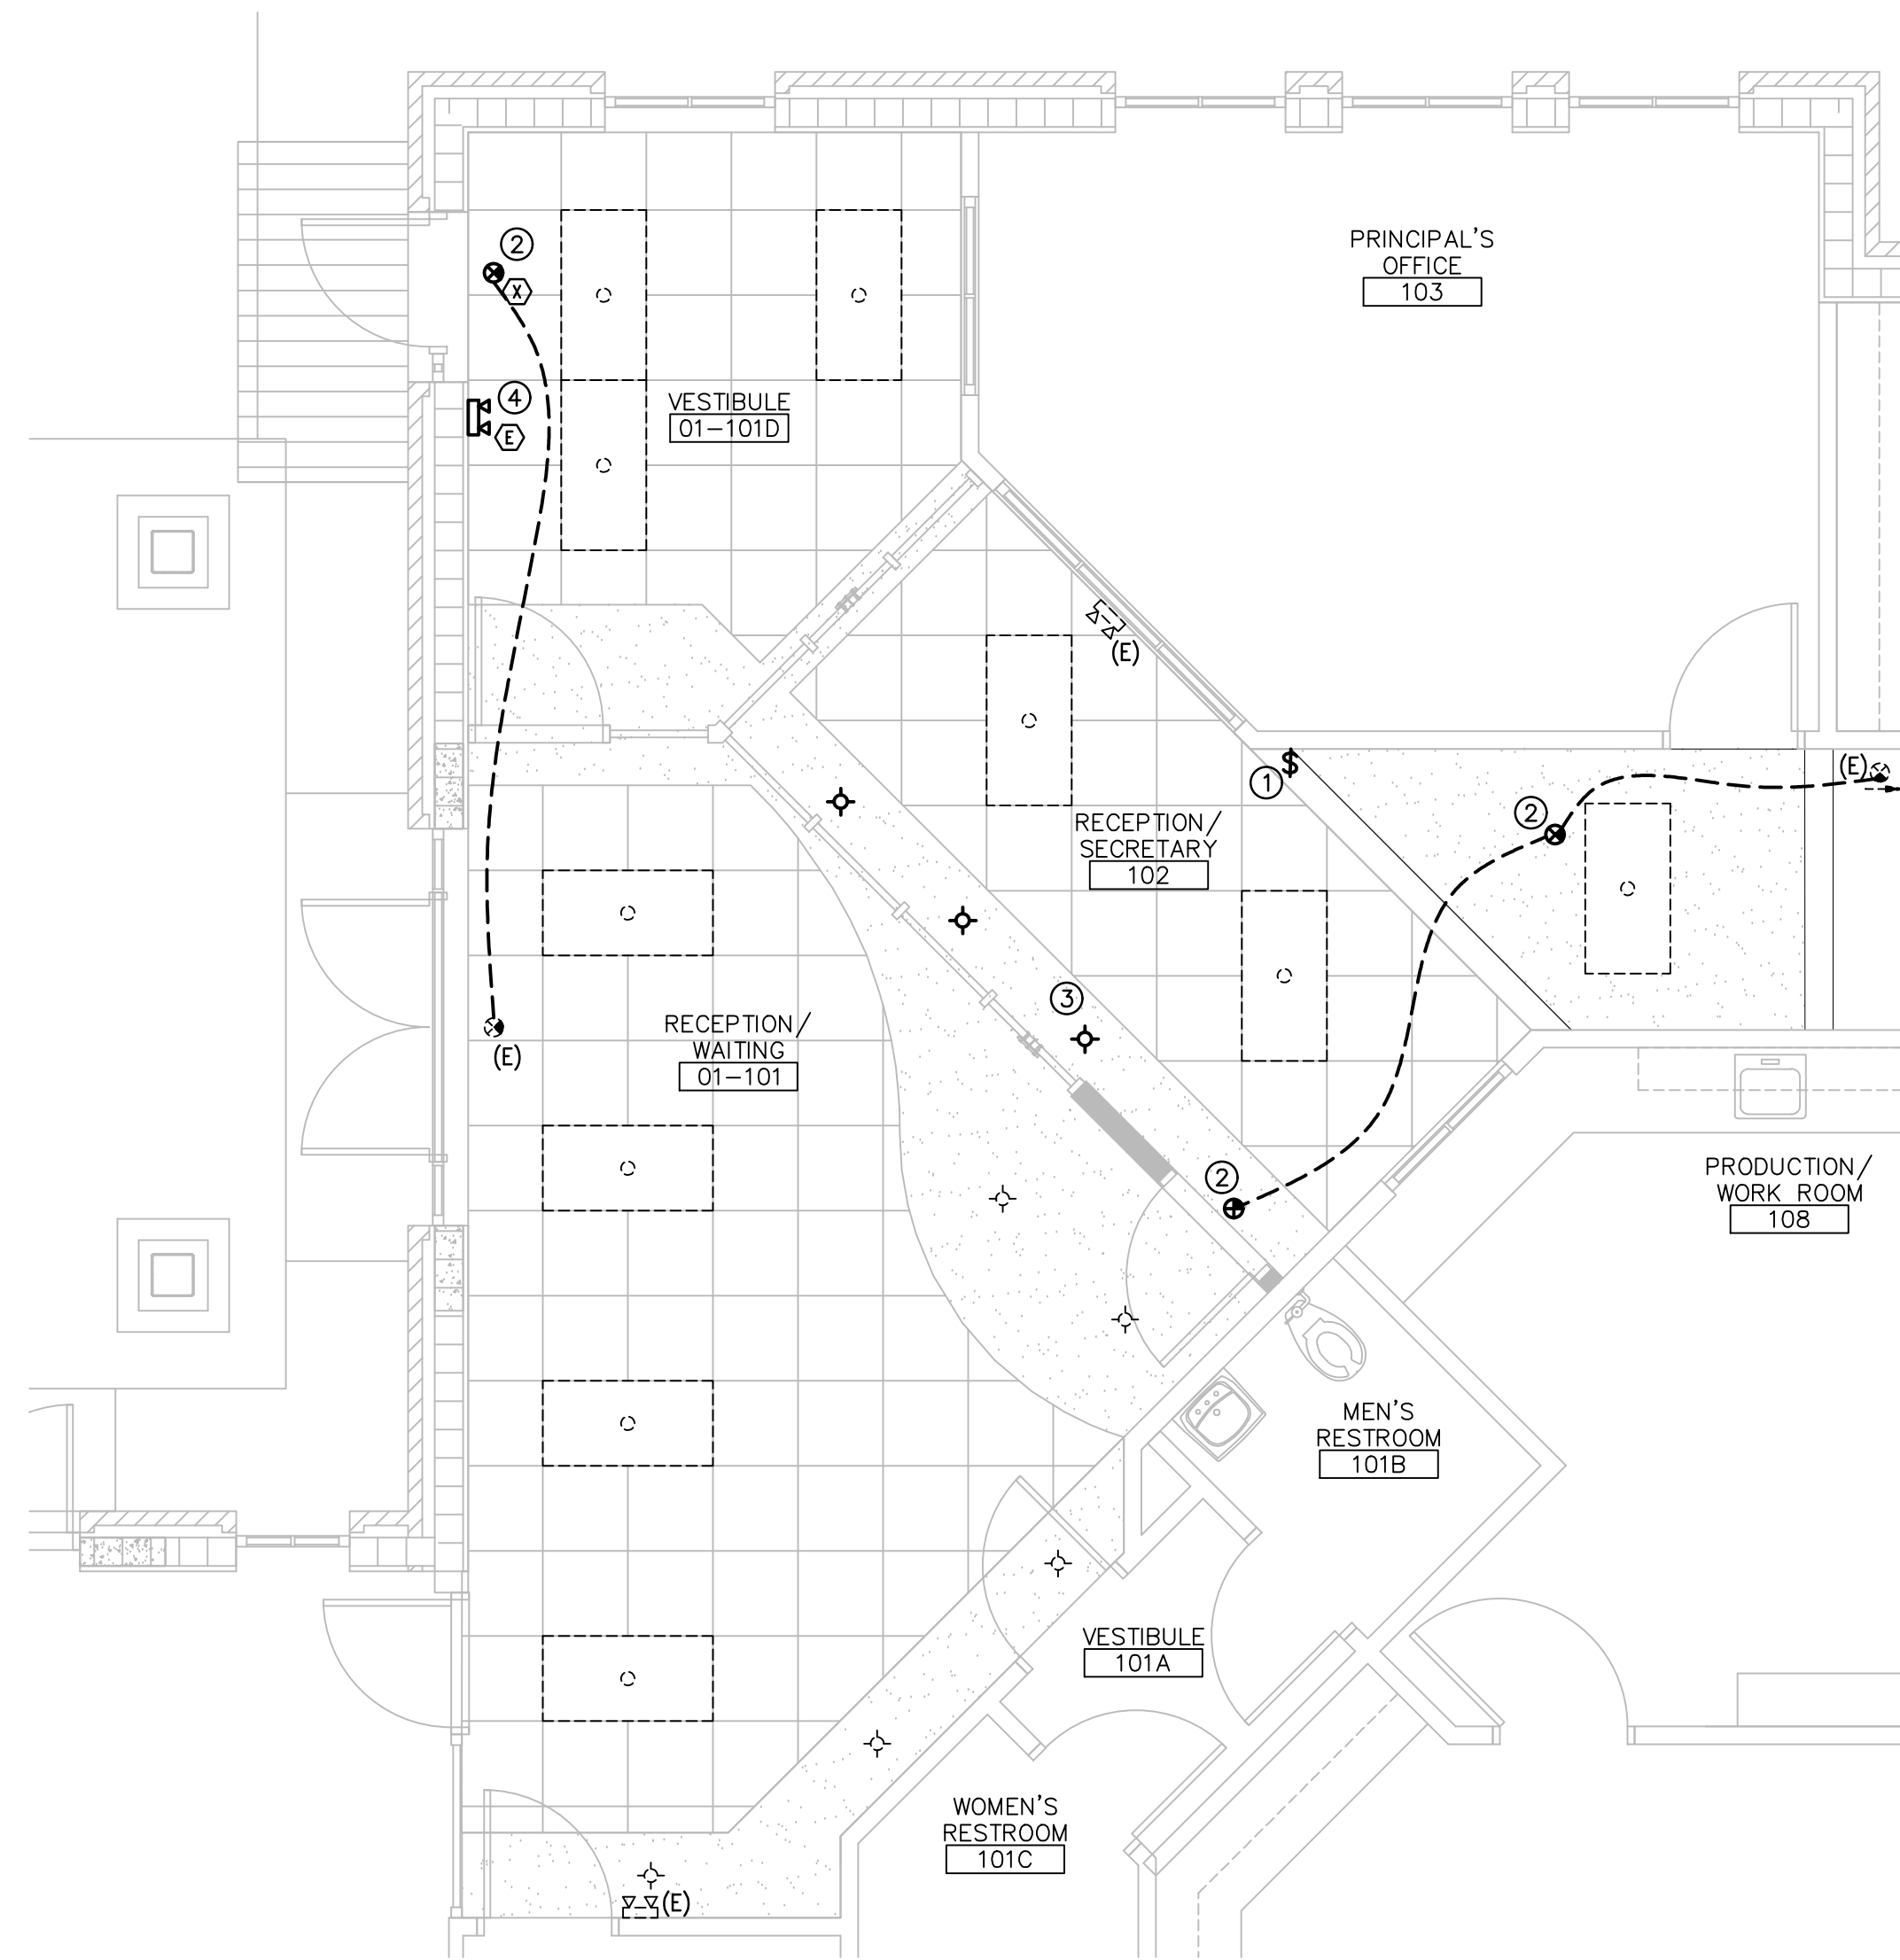 PRINCIPAL'S
OFFICE
103
2
X
4
E
VESTIBULE
01-101D
(E)
$
1
(E)
2
RECEPTION/
SECRETARY
102
3
RECEPTION/
WAITING
01-101
(E)
2
PRODUCTION/
WORK ROOM
108
MEN'S
RESTROOM
101B
VESTIBULE
101A
WOMEN'S
RESTROOM
101C
(E)